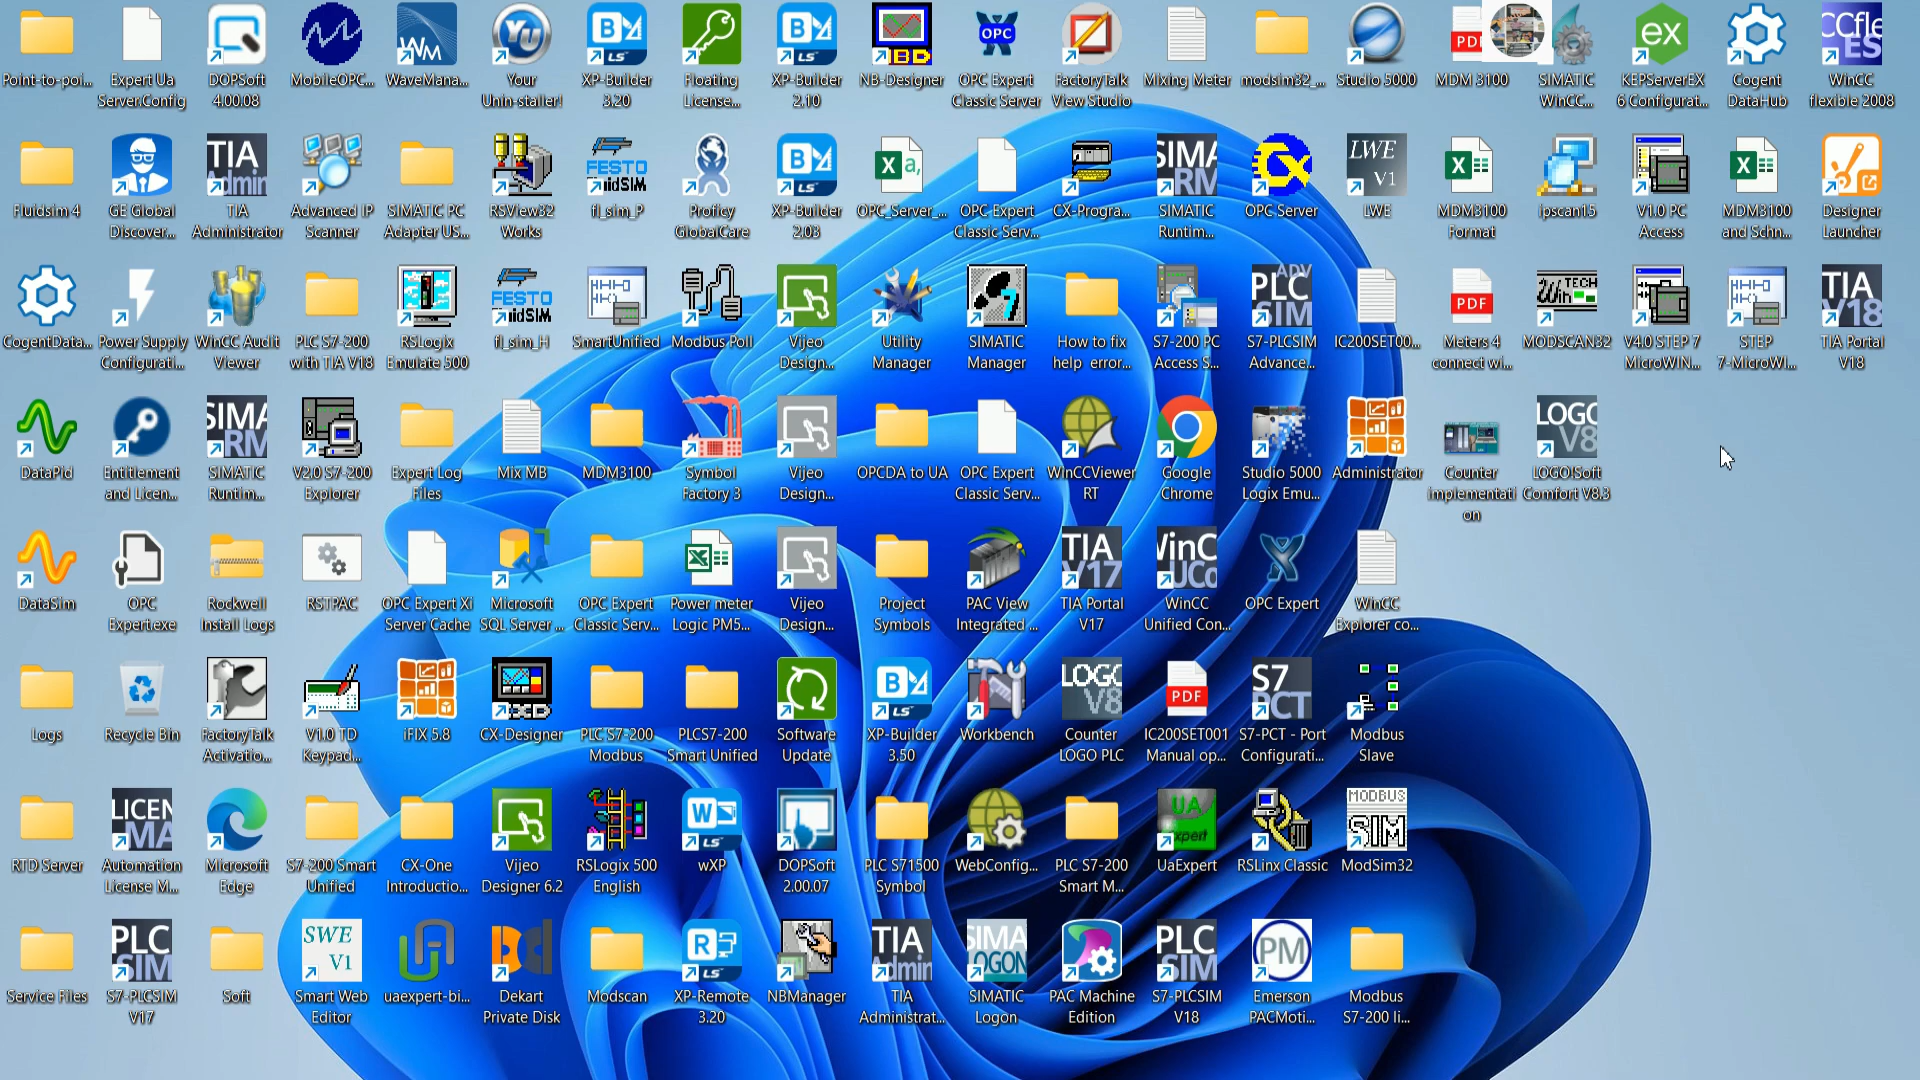 Point-to-poi...
Expert Ua
ServerConfig
DOPSoft
4.00.08
MobileOPC...
WaveMana...
Your
Unin-staller!
XP-Builder
3.20
Floating
License...
XP-Builder
2.10
NB-Designer
OPC Expert
Classic Server
FactoryTalk
View Studio
Mixing Meter
modsim32_...
Studio 5000
MDM 3100
SIMATIC
WinCC...
KEPServerEX
6 Configurat...
Cogent
DataHub
WinCC
flexible 2008
Fluidsim 4
GE Global
Discover...
TIA
Administrator
Advanced IP
Scanner
SIMATIC PC
Adapter US...
RSView32
Works
fl_sim_P
Proficy
GlobalCare
XP-Builder
2.03
OPC_Server_...
OPC Expert
Classic Serv...
CX-Progra...
SIMATIC
Runtim...
OPC Server
LWE
MDM3100
Format
ipscan15
V1.0 PC
Access
MDM3100
and Schn...
Designer
Launcher
CogentData...
Power Supply
Configurati...
WinCC Audit
Viewer
PLC S7-200
with TIA V18
RSLogix
Emulate 500
fl_sim_H
SmartUnified
Modbus Poll
Vijeo
Design...
Utility
Manager
SIMATIC
Manager
How to fix
help error...
S7-200 PC
Access S...
S7-PLCSIM
Advance...
IC200SET00...
Meters 4
connect wi...
MODSCAN32
V4.0 STEP 7
MicroWIN...
STEP
7-MicroWI...
TIA Portal
V18
DataPid
Entitlement
and Licen...
SIMATIC
Runtim...
V2.0 S7-200
Explorer
Expert Log
Files
Mix MB
MDM3100
Symbol
Factory 3
Vijeo
Design...
OPCDA to UA
OPC Expert
Classic Serv...
WinCCViewer
RT
Google
Chrome
Studio 5000
Logix Emu...
Administrator
Counter
implementati
on
LOGO!Soft
Comfort V8.3
DataSim
OPC
Expert.exe
Rockwell
Install Logs
RSTPAC
OPC Expert Xi
Server Cache
Microsoft
SQL Server ...
OPC Expert
Classic Serv...
Power meter
Logic PM5...
Vijeo
Design...
Project
Symbols
PAC View
Integrated ...
TIA Portal
V17
WinCC
Unified Con...
OPC Expert
WinCC
Explorer co...
Logs
Recycle Bin
FactoryTalk
Activatio...
V1.0 TD
Keypad...
iFIX 5.8
CX-Designer
PLC S7-200
Modbus
PLCS7-200
Smart Unified
Software
Update
XP-Builder
3.50
Workbench
Counter
LOGO PLC
IC200SET001
Manual op...
S7-PCT - Port
Configurati...
Modbus
Slave
RTD Server
Automation
License M...
Microsoft
Edge
S7-200 Smart
Unified
CX-One
Introductio...
Vijeo
Designer 6.2
RSLogix 500
English
wXP
DOPSoft
2.00.07
PLC S71500
Symbol
WebConfig...
PLC S7-200
Smart M...
UaExpert
RSLinx Classic
ModSim32
Service Files
S7-PLCSIM
V17
Soft
Smart Web
Editor
uaexpert-bi...
Dekart
Private Disk
Modscan
XP-Remote
3.20
NBManager
TIA
Administrat...
SIMATIC
Logon
PAC Machine
Edition
S7-PLCSIM
V18
Emerson
PACMoti...
Modbus
S7-200 li...